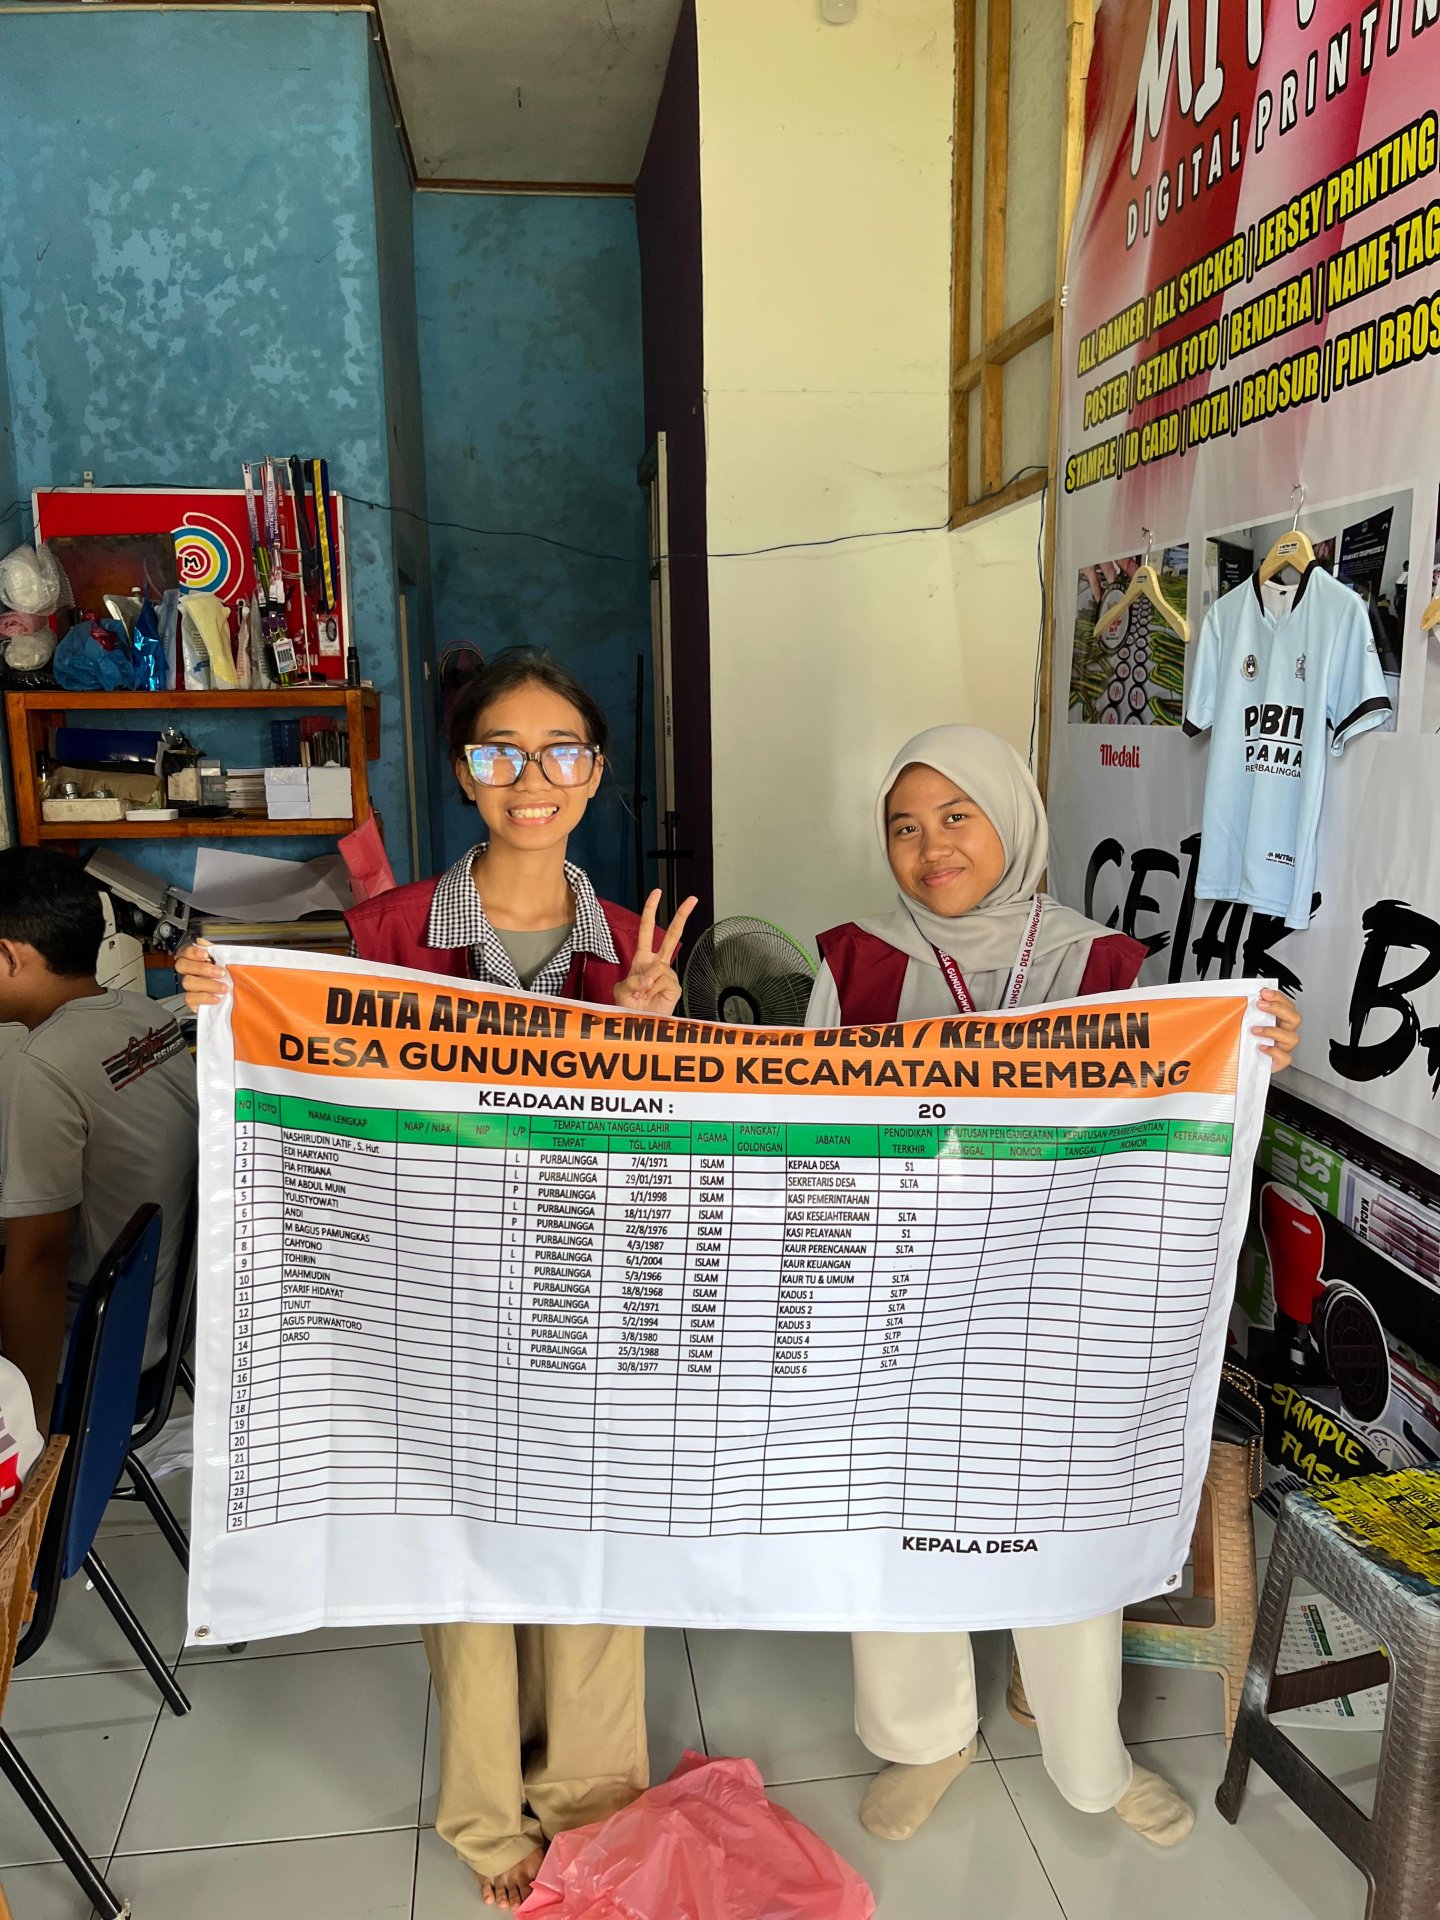 DIGITAL PRINTIN
ALL BANNER | ALL STICKER | JERSEY PRINTING
POSTER | CETAK FOTO | BENDERA | NAME TAG
STAMPLE | ID CARD | NOTA | BROSUR | PIN BROS
Medali
PBIT
PAMA
CETAK
M
DESA GUNUNGWULED
UNSOED - DESA GUNUNGWULED
DATA APARAT PEMERINTAH DESA / KELURAHAN
DESA GUNUNGWULED KECAMATAN REMBANG
KEADAAN BULAN : 20
NO FOTO NAMA LENGKAP NIAP / NIAK NIP L/P TEMPAT DAN TANGGAL LAHIR AGAMA PANGKAT/ GOLONGAN JABATAN PENDIDIKAN TERKHIR KEPUTUSAN PENGANGKATAN KEPUTUSAN PEMBERHENTIAN KETERANGAN
TEMPAT TGL. LAHIR TANGGAL NOMOR TANGGAL NOMOR
1 NASHIRUDIN LATIF , S. Hut L PURBALINGGA 7/4/1971 ISLAM KEPALA DESA S1
2 EDI HARYANTO L PURBALINGGA 29/01/1971 ISLAM SEKRETARIS DESA SLTA
3 FIA FITRIANA P PURBALINGGA 1/1/1998 ISLAM KASI PEMERINTAHAN
4 EM ABDUL MUIN L PURBALINGGA 18/11/1977 ISLAM KASI KESEJAHTERAAN SLTA
5 YULISTYOWATI P PURBALINGGA 22/8/1976 ISLAM KASI PELAYANAN S1
6 ANDI L PURBALINGGA 4/3/1987 ISLAM KAUR PERENCANAAN SLTA
7 M BAGUS PAMUNGKAS L PURBALINGGA 6/1/2004 ISLAM KAUR KEUANGAN
8 CAHYONO L PURBALINGGA 5/3/1966 ISLAM KAUR TU & UMUM SLTA
9 TOHIRIN L PURBALINGGA 18/8/1968 ISLAM KADUS 1 SLTP
10 MAHMUDIN L PURBALINGGA 4/2/1971 ISLAM KADUS 2 SLTA
11 SYARIF HIDAYAT L PURBALINGGA 5/2/1994 ISLAM KADUS 3 SLTA
12 TUNUT L PURBALINGGA 3/8/1980 ISLAM KADUS 4 SLTP
13 AGUS PURWANTORO L PURBALINGGA 25/3/1988 ISLAM KADUS 5 SLTA
14 DARSO L PURBALINGGA 30/8/1977 ISLAM KADUS 6 SLTA
15
16
17
18
19
20
21
22
23
24
25
KEPALA DESA
STAMPLE
FLASH